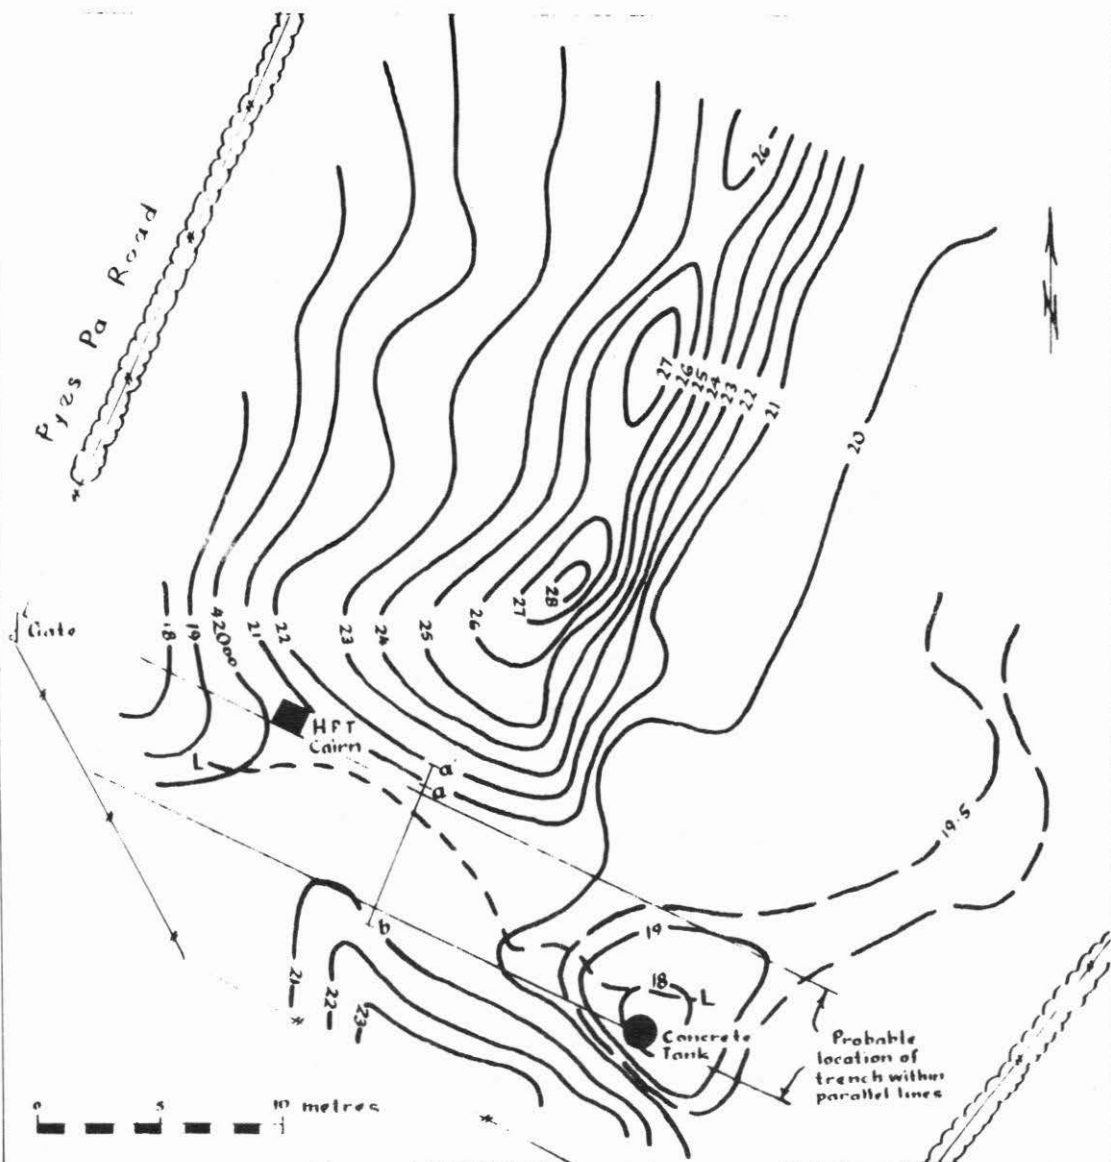 Pyes Pa Road
26
27
26
25
24
23
22
21
20
N
28
27
26
25
24
23
22
21
42000
19
18
Gate
HPT
Cairn
L
a'
a
b
19.5
19
18
L
Concrete
Tank
Probable
location of
trench within
parallel lines
21
22
23
0 5 10 metres